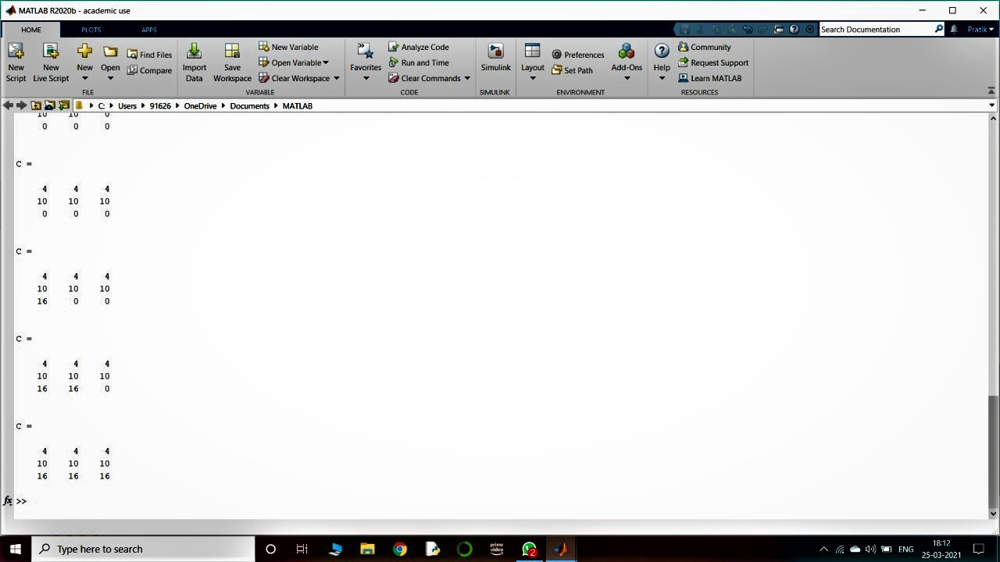 MATLAB R2020b - academic use
HOME PLOTS APPS
Search Documentation
Pratik
New Script
New Live Script
New
Open
Find Files
Compare
FILE
Import Data
Save Workspace
New Variable
Open Variable
Clear Workspace
VARIABLE
Favorites
Analyze Code
Run and Time
Clear Commands
CODE
Simulink
SIMULINK
Layout
Preferences
Set Path
Add-Ons
ENVIRONMENT
Help
Community
Request Support
Learn MATLAB
RESOURCES
C: Users 91626 OneDrive Documents MATLAB
10 10 0
0 0 0
C =
4 4 4
10 10 10
0 0 0
C =
4 4 4
10 10 10
16 0 0
C =
4 4 4
10 10 10
16 16 0
C =
4 4 4
10 10 10
16 16 16
fx >>
Type here to search
prime video
2
ENG
18:12
25-03-2021